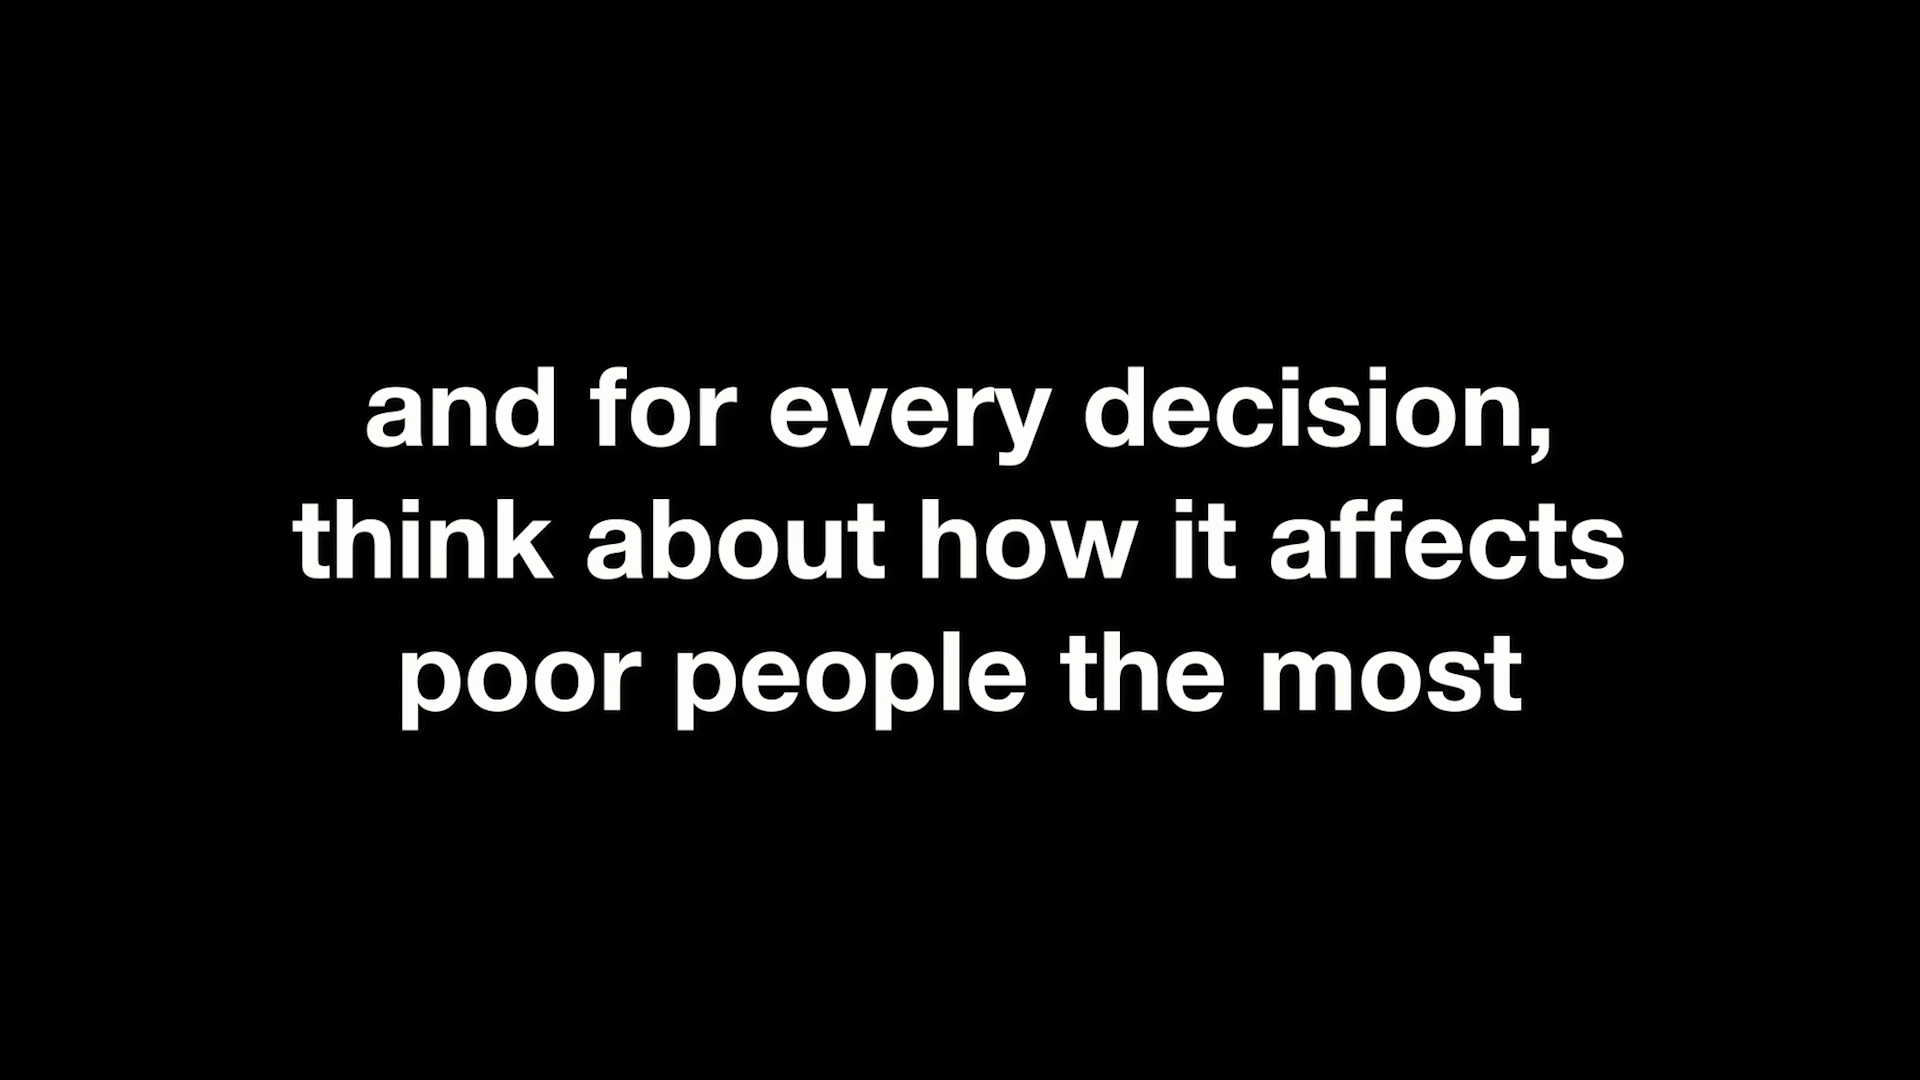 and for every decision,
think about how it affects
poor people the most